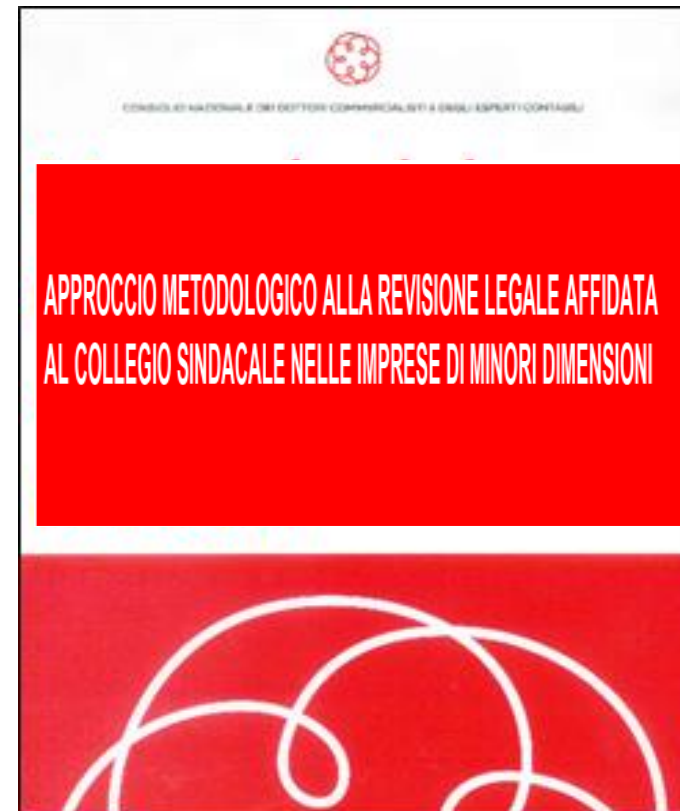 CONSIGLIO NAZIONALE DEI DOTTORI COMMERCIALISTI E DEGLI ESPERTI CONTABILI
APPROCCIO METODOLOGICO ALLA REVISIONE LEGALE AFFIDATA
AL COLLEGIO SINDACALE NELLE IMPRESE DI MINORI DIMENSIONI